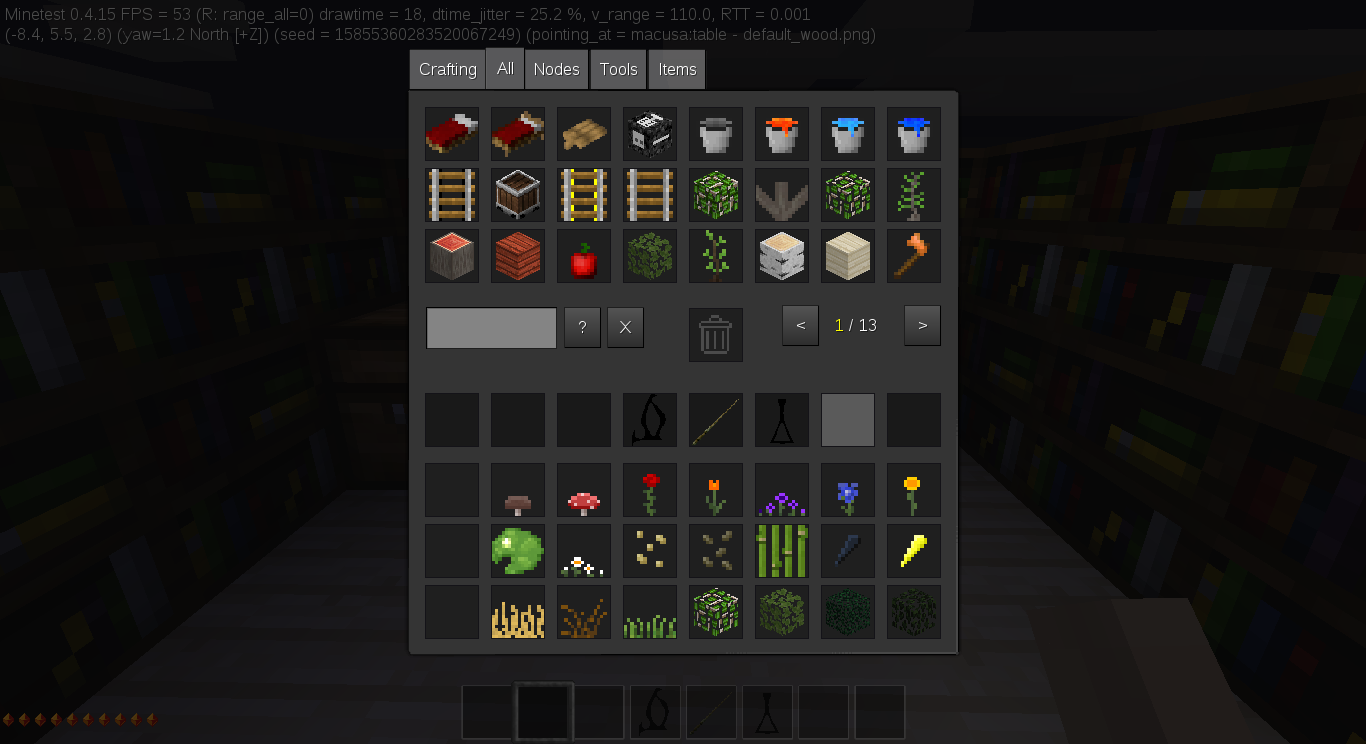 Minetest 0.4.15 FPS = 53 (R: range_all=0) drawtime = 18, dtime_jitter = 25.2 %, v_range = 110.0, RTT = 0.001
(-8.4, 5.5, 2.8) (yaw=1.2 North [+Z]) (seed = 15855360283520067249) (pointing_at = macusa:table - default_wood.png)
Crafting All Nodes Tools Items
? X < 1 / 13 >